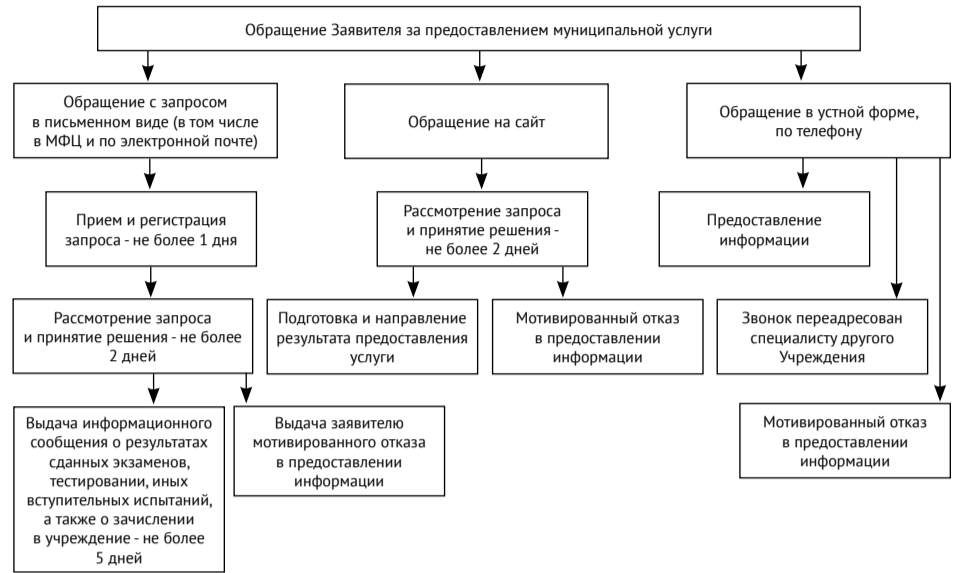 Обращение Заявителя за предоставлением муниципальной услуги
Обращение с запросом
в письменном виде (в том числе
в МФЦ и по электронной почте)
Обращение на сайт
Обращение в устной форме,
по телефону
Прием и регистрация
запроса - не более 1 дня
Рассмотрение запроса
и принятие решения -
не более 2 дней
Предоставление
информации
Рассмотрение запроса
и принятие решения - не более
2 дней
Подготовка и направление
результата предоставления
услуги
Мотивированный отказ
в предоставлении
информации
Звонок переадресован
специалисту другого
Учреждения
Выдача информационного
сообщения о результатах
сданных экзаменов,
тестировании, иных
вступительных испытаний,
а также о зачислении
в учреждение - не более
5 дней
Выдача заявителю
мотивированного отказа
в предоставлении
информации
Мотивированный отказ
в предоставлении
информации